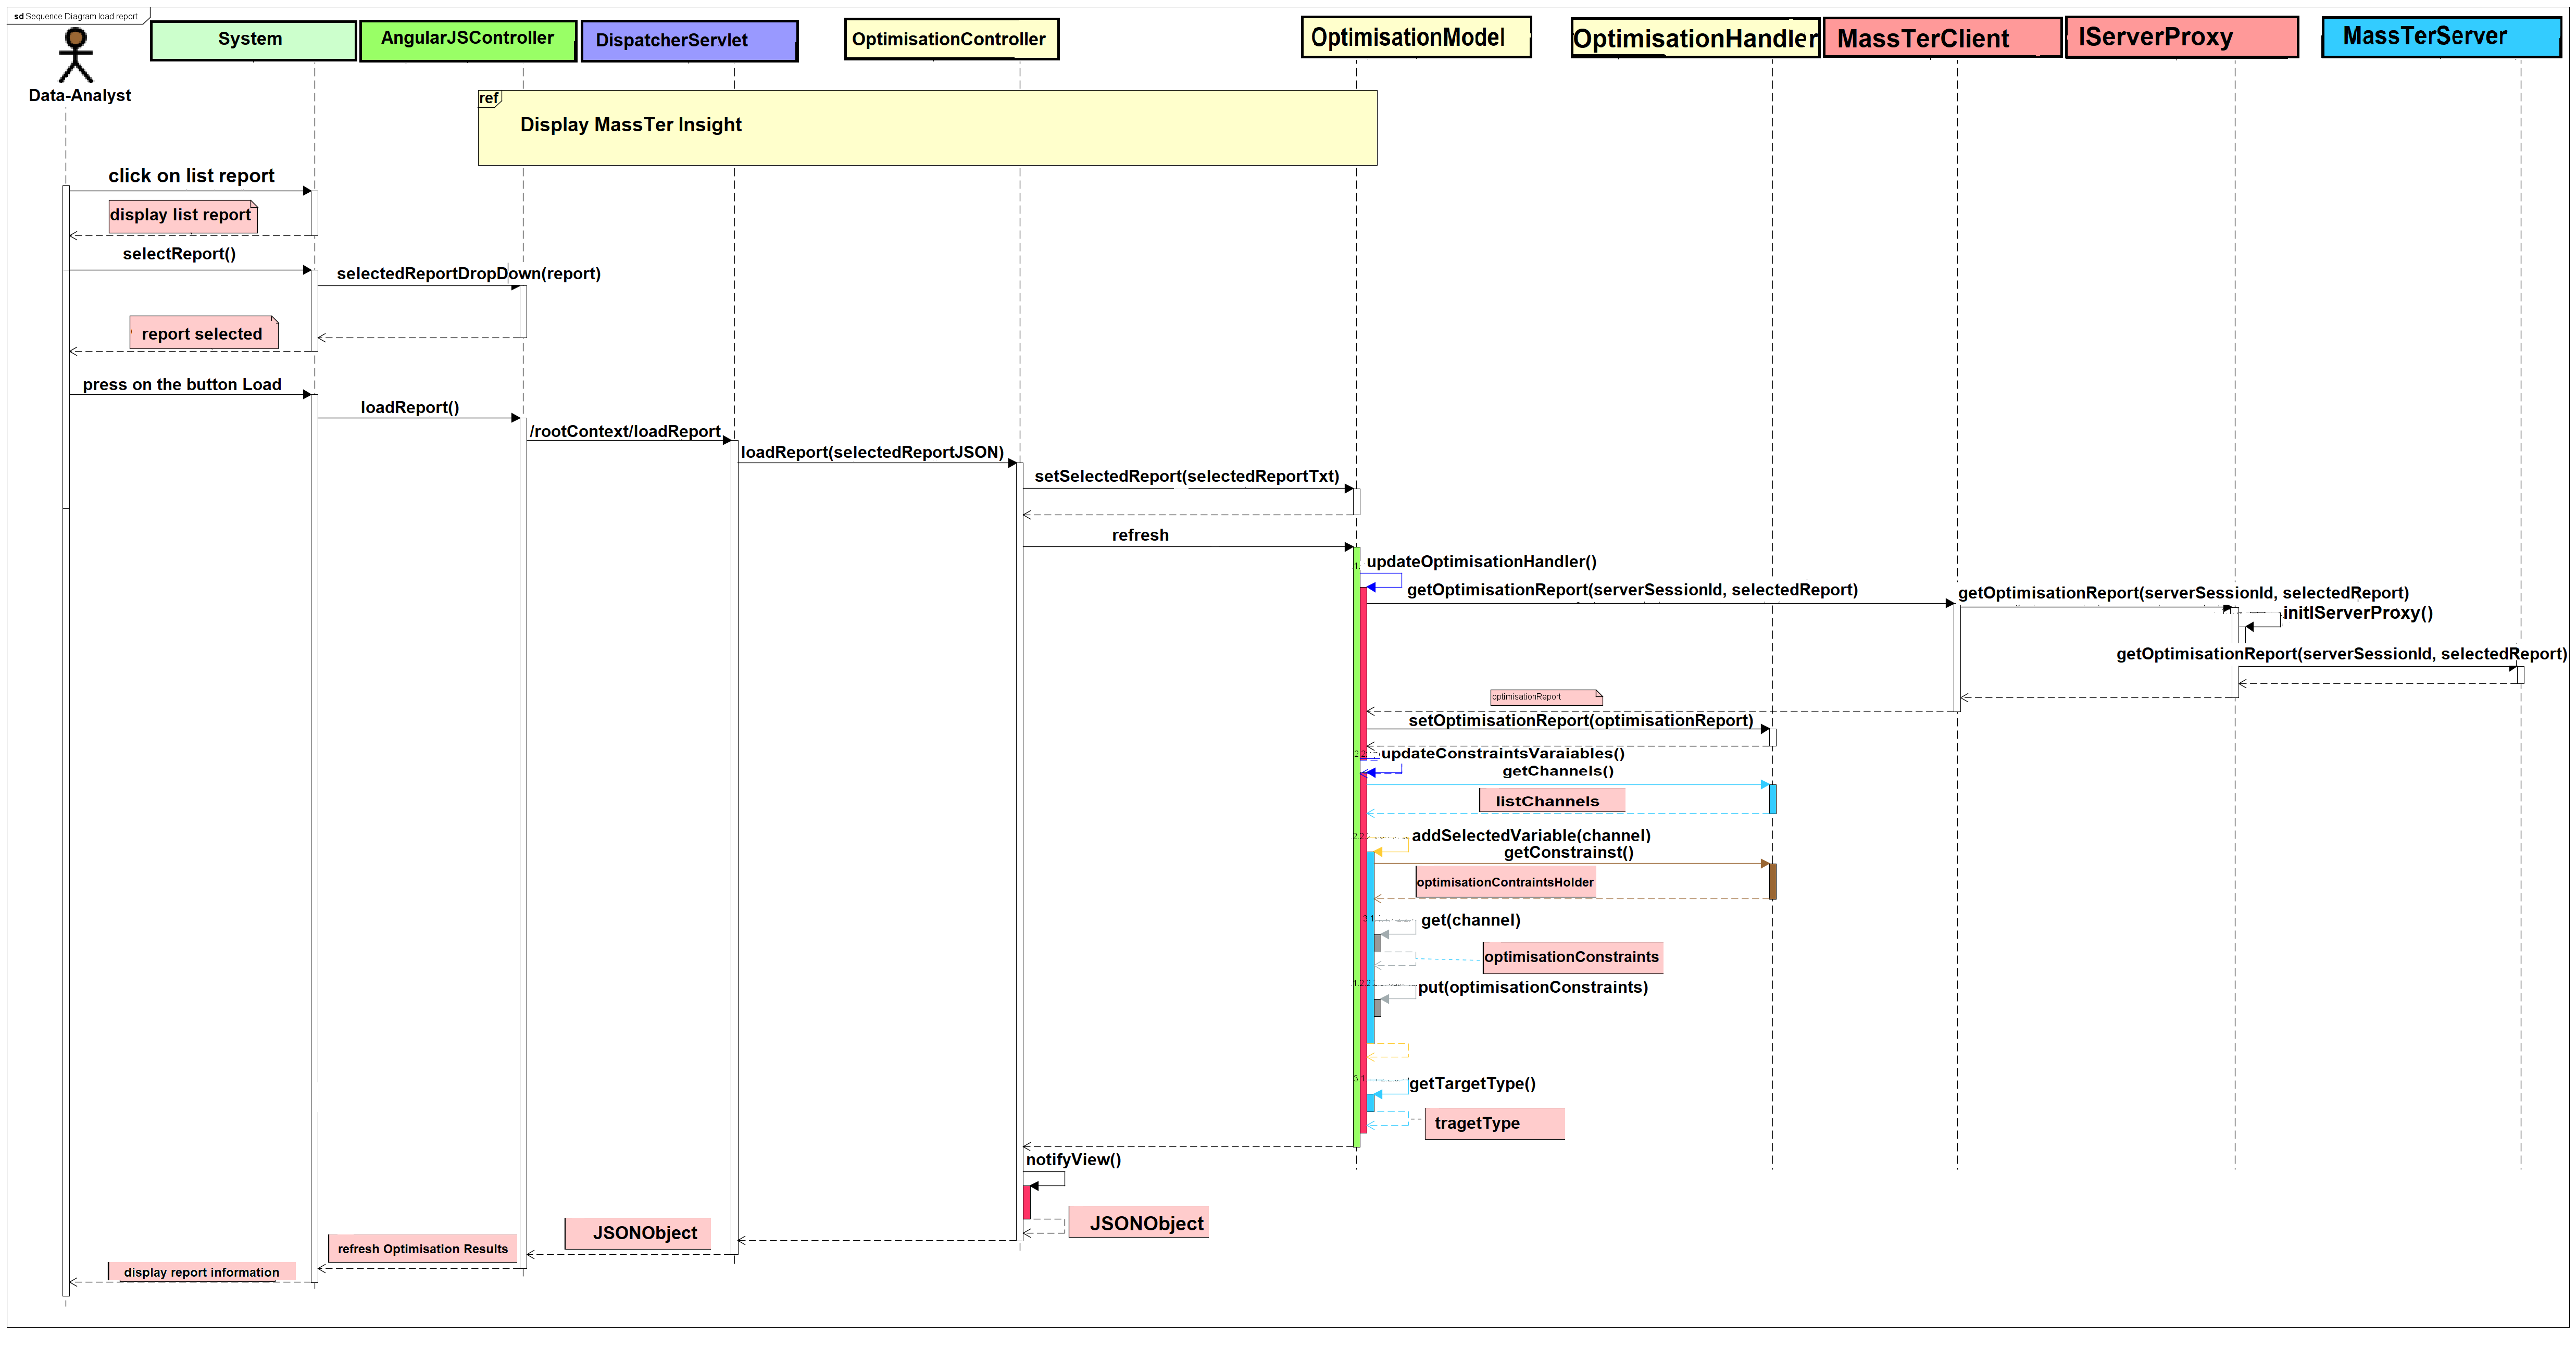 sd Sequence Diagram load report
System
AngularJSController
DispatcherServlet
OptimisationController
OptimisationModel
OptimisationHandler
MassTerClient
IServerProxy
MassTerServer
Data-Analyst
ref
Display MassTer Insight
click on list report
display list report
selectReport()
selectedReportDropDown(report)
report selected
press on the button Load
loadReport()
/rootContext/loadReport
loadReport(selectedReportJSON)
setSelectedReport(selectedReportTxt)
refresh
updateOptimisationHandler()
getOptimisationReport(serverSessionId, selectedReport)
getOptimisationReport(serverSessionId, selectedReport)
initIServerProxy()
getOptimisationReport(serverSessionId, selectedReport)
optimisationReport
setOptimisationReport(optimisationReport)
updateConstraintsVaraiables()
getChannels()
listChannels
addSelectedVariable(channel)
getConstrainst()
optimisationContraintsHolder
get(channel)
optimisationConstraints
put(optimisationConstraints)
getTargetType()
tragetType
notifyView()
JSONObject
JSONObject
refresh Optimisation Results
display report information